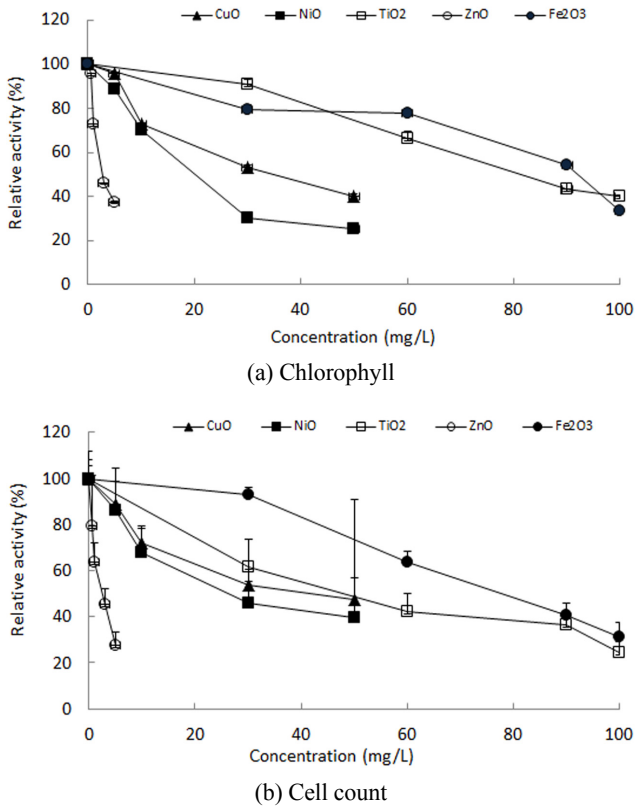 CuO NiO TiO2 ZnO Fe2O3
120
100
80
60
40
20
0
Relative activity (%)
0 20 40 60 80 100
Concentration (mg/L)
(a) Chlorophyll
CuO NiO TiO2 ZnO Fe2O3
120
100
80
60
40
20
0
Relative activity (%)
0 20 40 60 80 100
Concentration (mg/L)
(b) Cell count